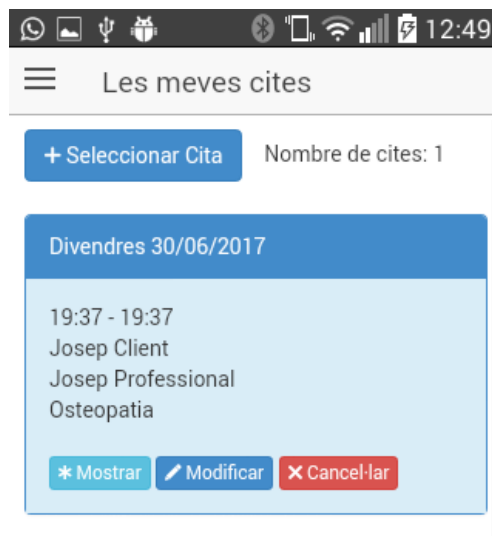 12:49
Les meves cites
+ Seleccionar Cita
Nombre de cites: 1
Divendres 30/06/2017
19:37 - 19:37
Josep Client
Josep Professional
Osteopatia
Mostrar Modificar Cancel·lar